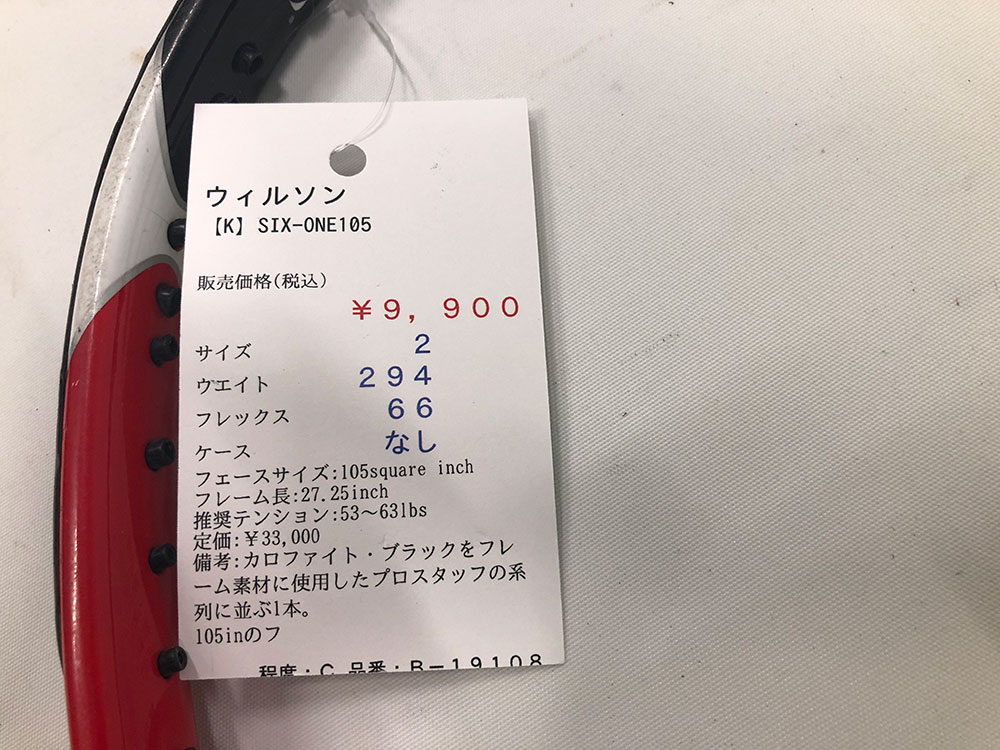 ウィルソン
【K】SIX-ONE105
販売価格(税込)
￥9,900
サイズ 2
ウエイト 294
フレックス 66
ケース なし
フェースサイズ:105square inch
フレーム長:27.25inch
推奨テンション:53～63lbs
定価:￥33,000
備考:カロファイト・ブラックをフレ
ーム素材に使用したプロスタッフの系
列に並ぶ1本。
105inのフ
程度:C 品番:B-19108